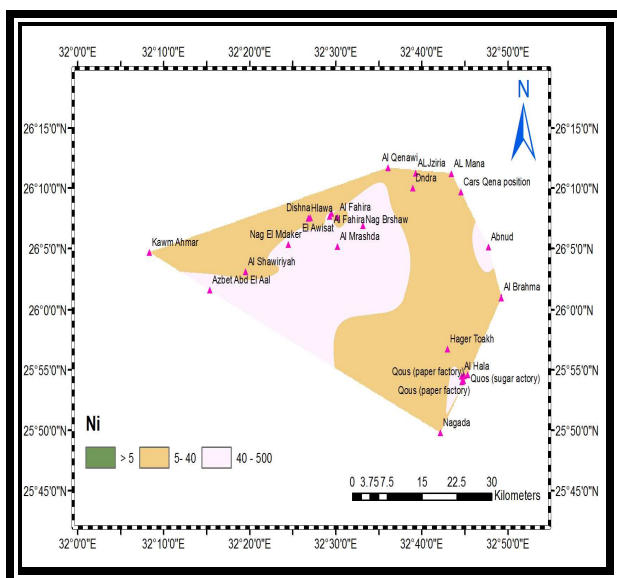 32°0'0"E 32°10'0"E 32°20'0"E 32°30'0"E 32°40'0"E 32°50'0"E
N
26°15'0"N 26°15'0"N
Al Qenawi ALJziria AL Mana
26°10'0"N Dndra Cars Qena position 26°10'0"N
Dishna Hlawa Al Fahira
El Awisat Al Fahira Nag Brshaw
Nag El Mdaker Al Mrashda
Kawm Ahmar Abnud
26°5'0"N 26°5'0"N
Al Shawiriyah
Azbet Abd El Aal Al Brahma
26°0'0"N 26°0'0"N
Hager Toakh
25°55'0"N Al Hala 25°55'0"N
Qous (paper factory) Quos (sugar actory)
Qous (paper factory)
Nagada
25°50'0"N 25°50'0"N
Ni
> 5 5- 40 40 - 500
0 3.75 7.5 15 22.5 30
Kilometers
25°45'0"N 25°45'0"N
32°0'0"E 32°10'0"E 32°20'0"E 32°30'0"E 32°40'0"E 32°50'0"E